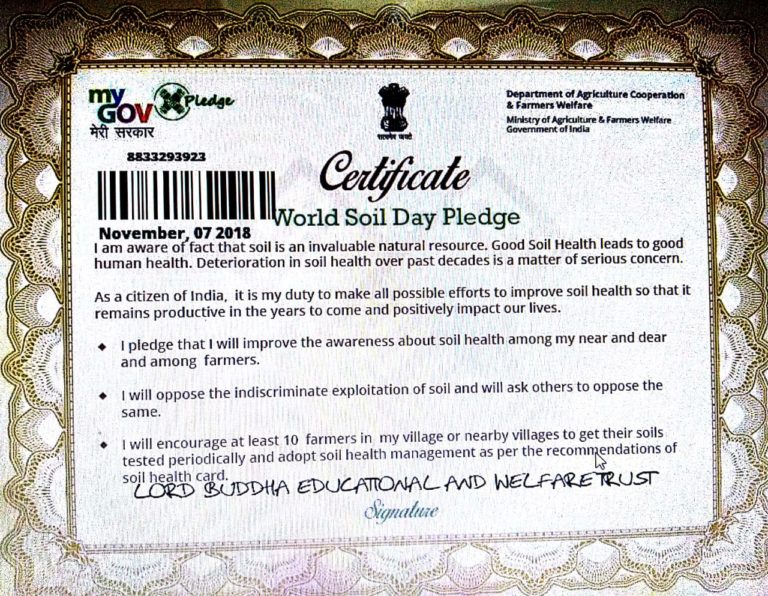 my
GOV
Pledge
मेरी सरकार
सत्यमेव जयते
Department of Agriculture Cooperation
& Farmers Welfare
Ministry of Agriculture & Farmers Welfare
Government of India
8833293923
November, 07 2018
Certificate
World Soil Day Pledge
I am aware of fact that soil is an invaluable natural resource. Good Soil Health leads to good
human health. Deterioration in soil health over past decades is a matter of serious concern.
As a citizen of India, it is my duty to make all possible efforts to improve soil health so that it
remains productive in the years to come and positively impact our lives.
◆ I pledge that I will improve the awareness about soil health among my near and dear
and among farmers.
◆ I will oppose the indiscriminate exploitation of soil and will ask others to oppose the
same.
◆ I will encourage at least 10 farmers in my village or nearby villages to get their soils
tested periodically and adopt soil health management as per the recommendations of
soil health card.
LORD BUDDHA EDUCATIONAL AND WELFARE TRUST
Signature